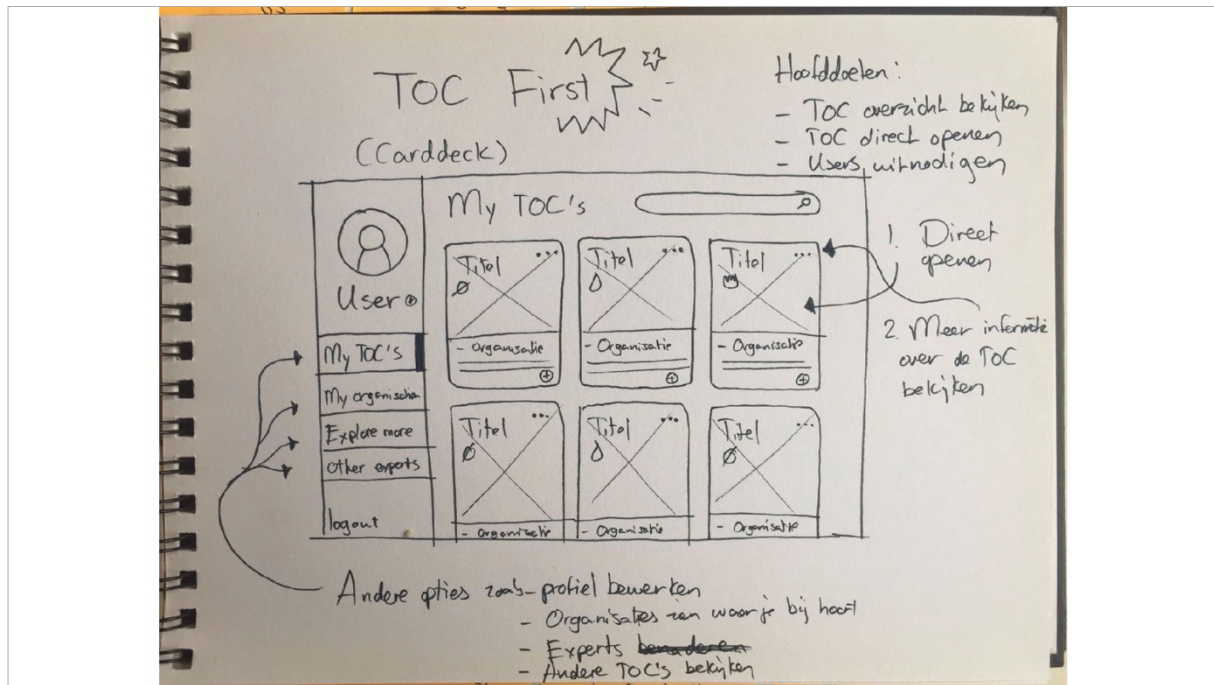 TOC First
(Carddeck)
Hoofddoelen:
- TOC overzicht bekijken
- TOC direct openen
- Users uitnodigen
User
My TOC's
My organisatie
Explore more
Other experts
logout
My TOC's
Titel ...
Titel ...
Titel ...
- Organisatie
- Organisatie
- Organisatie
Titel ...
Titel ...
Titel ...
- Organisatie
- Organisatie
- Organisatie
1. Direct
openen
2. Meer informatie
over de TOC
bekijken
Andere opties zoals - profiel bewerken
- Organisaties zien waar je bij hoort
- Experts
- Andere TOC's bekijken